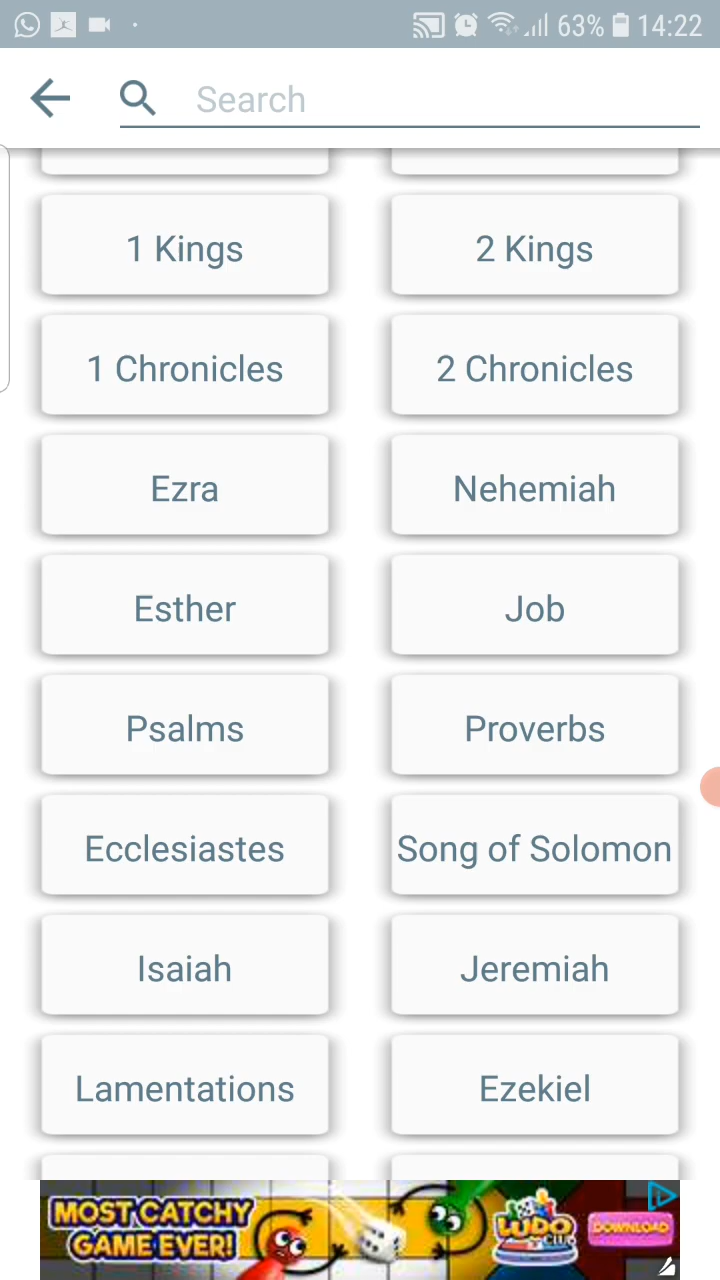 63% 14:22
Search
1 Kings 2 Kings
1 Chronicles 2 Chronicles
Ezra Nehemiah
Esther Job
Psalms Proverbs
Ecclesiastes Song of Solomon
Isaiah Jeremiah
Lamentations Ezekiel
MOST CATCHY
GAME EVER!
LUDO
CLUB
DOWNLOAD